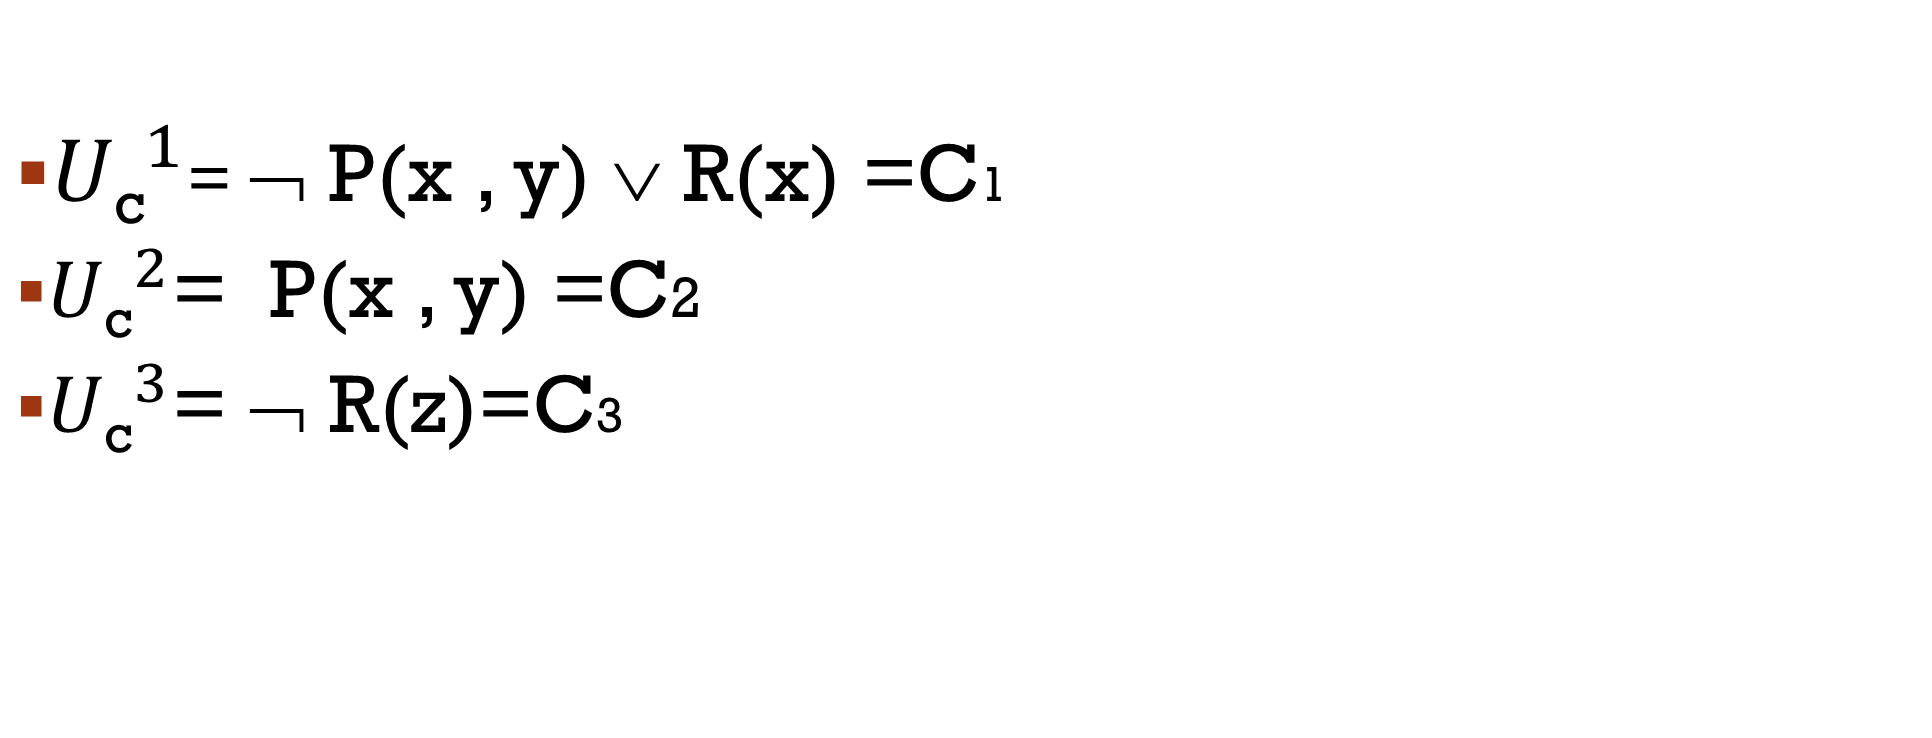 ▪U_c^1= ¬ P(x , y) ∨ R(x) =C₁
▪U_c^2= P(x , y) =C₂
▪U_c^3= ¬ R(z)=C₃